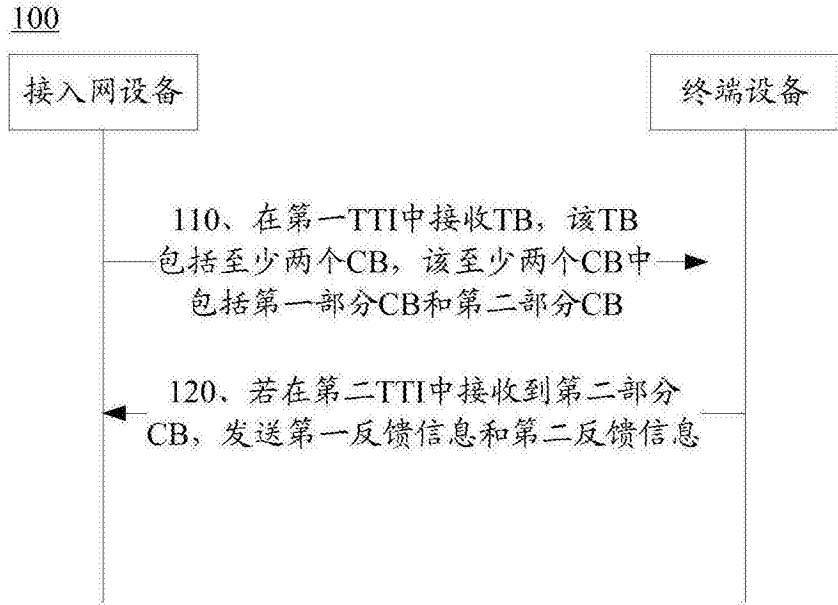 100
接入网设备
终端设备
110、在第一TTI中接收TB，该TB
包括至少两个CB，该至少两个CB中
包括第一部分CB和第二部分CB
120、若在第二TTI中接收到第二部分
CB，发送第一反馈信息和第二反馈信息